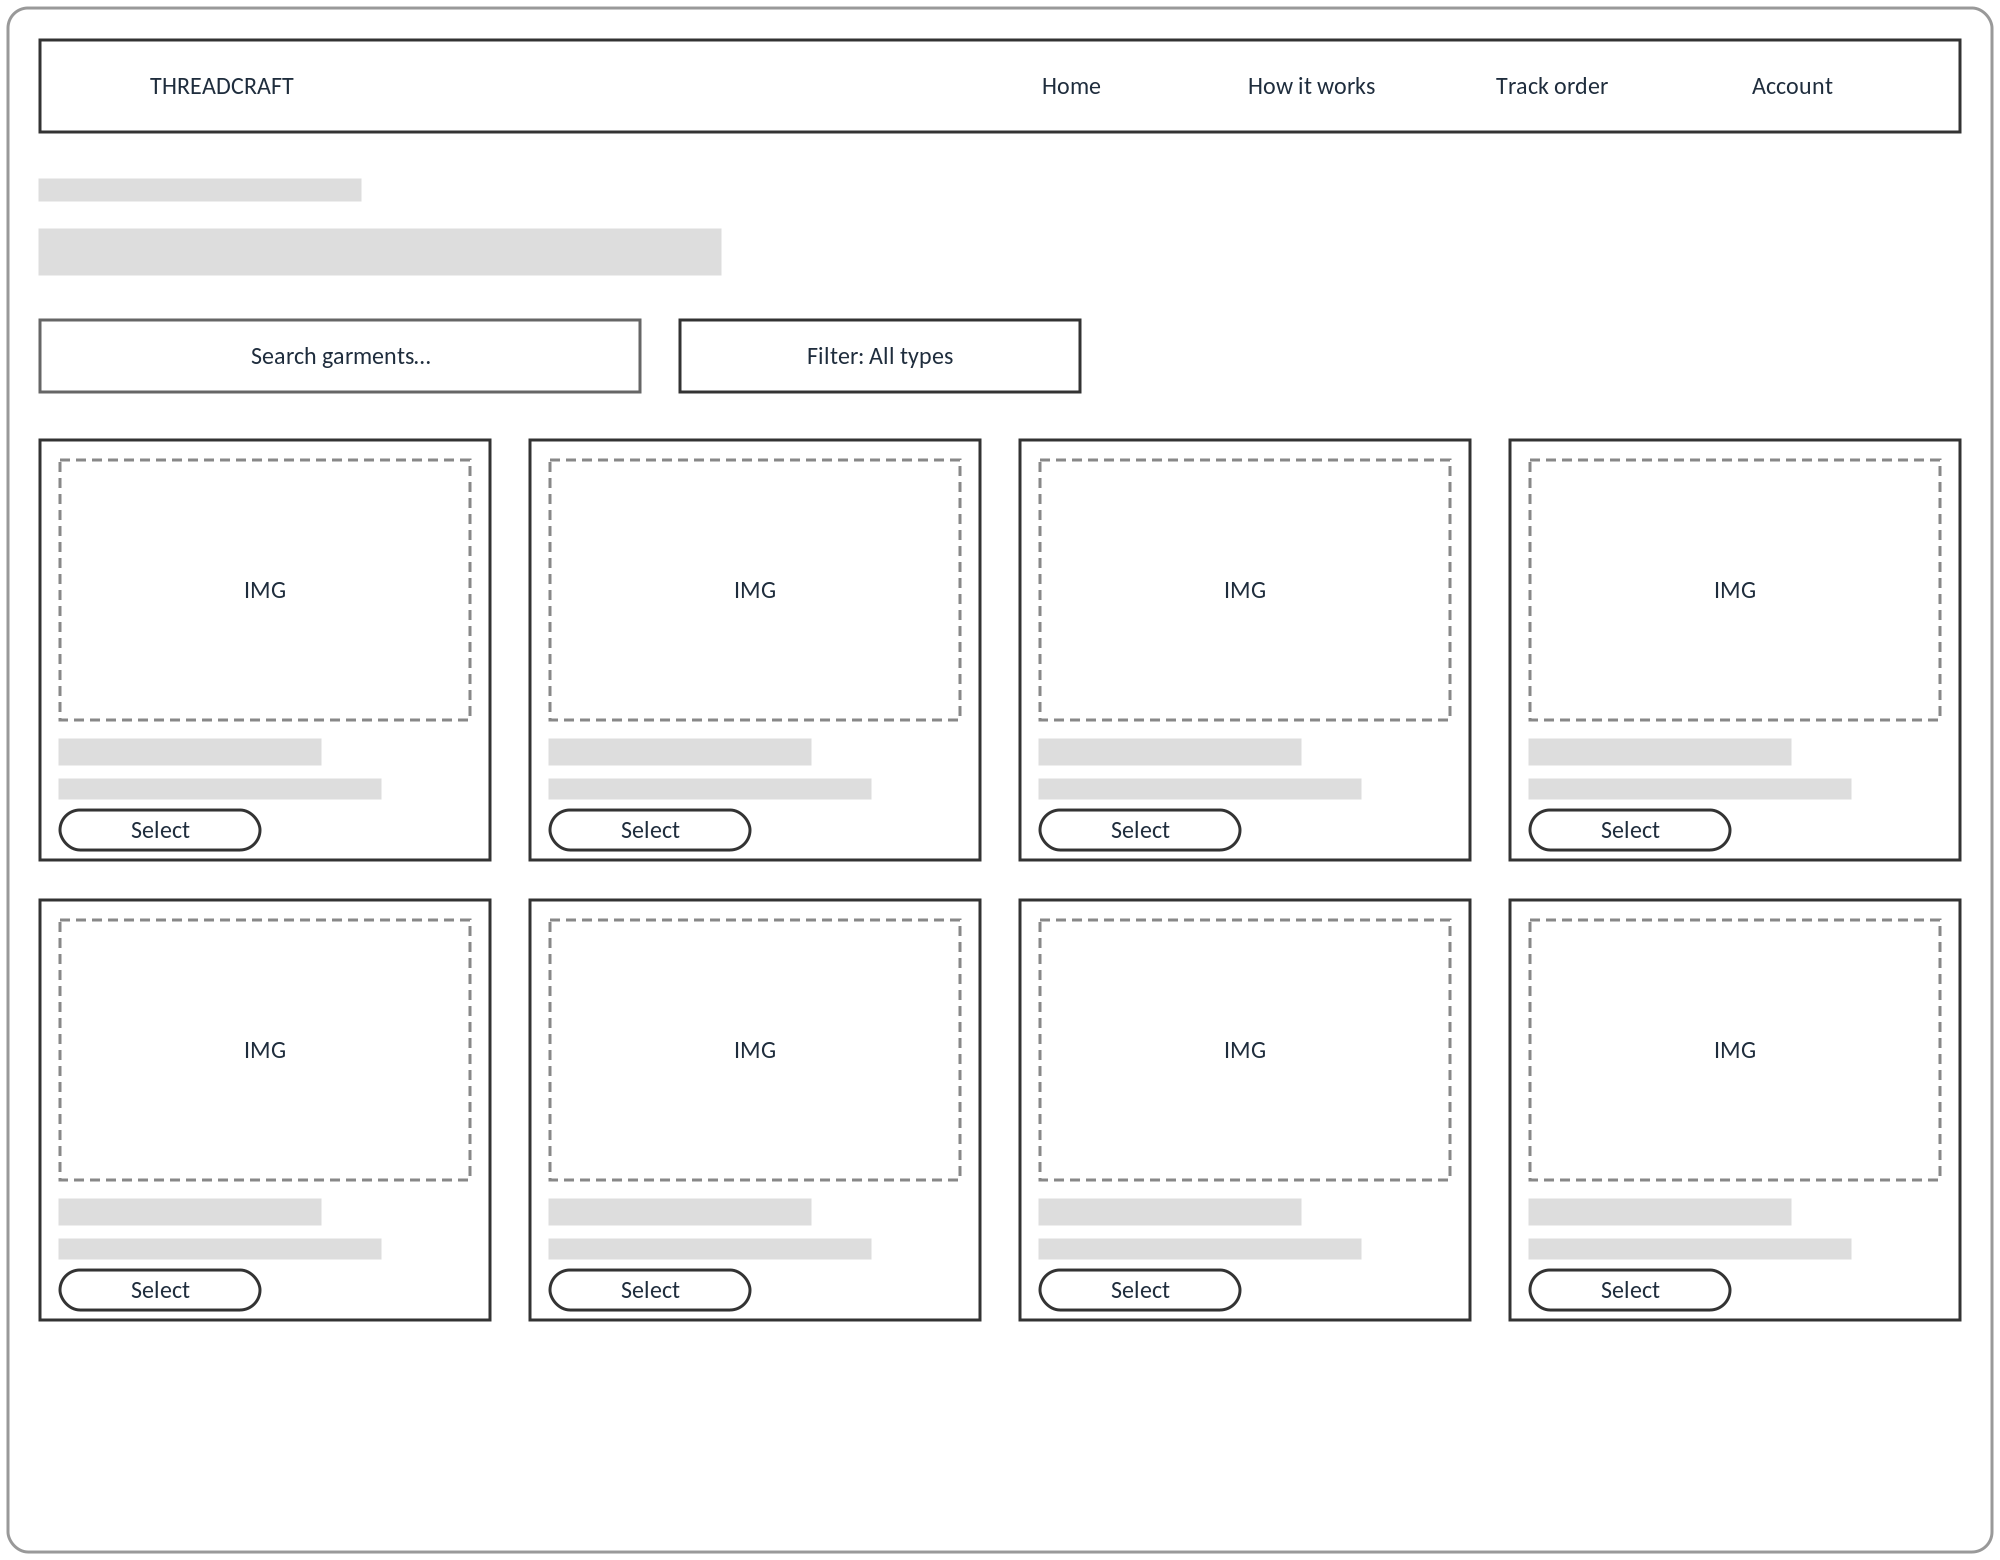 THREADCRAFT Home How it works Track order Account
Search garments... Filter: All types
IMG IMG IMG IMG
Select Select Select Select
IMG IMG IMG IMG
Select Select Select Select